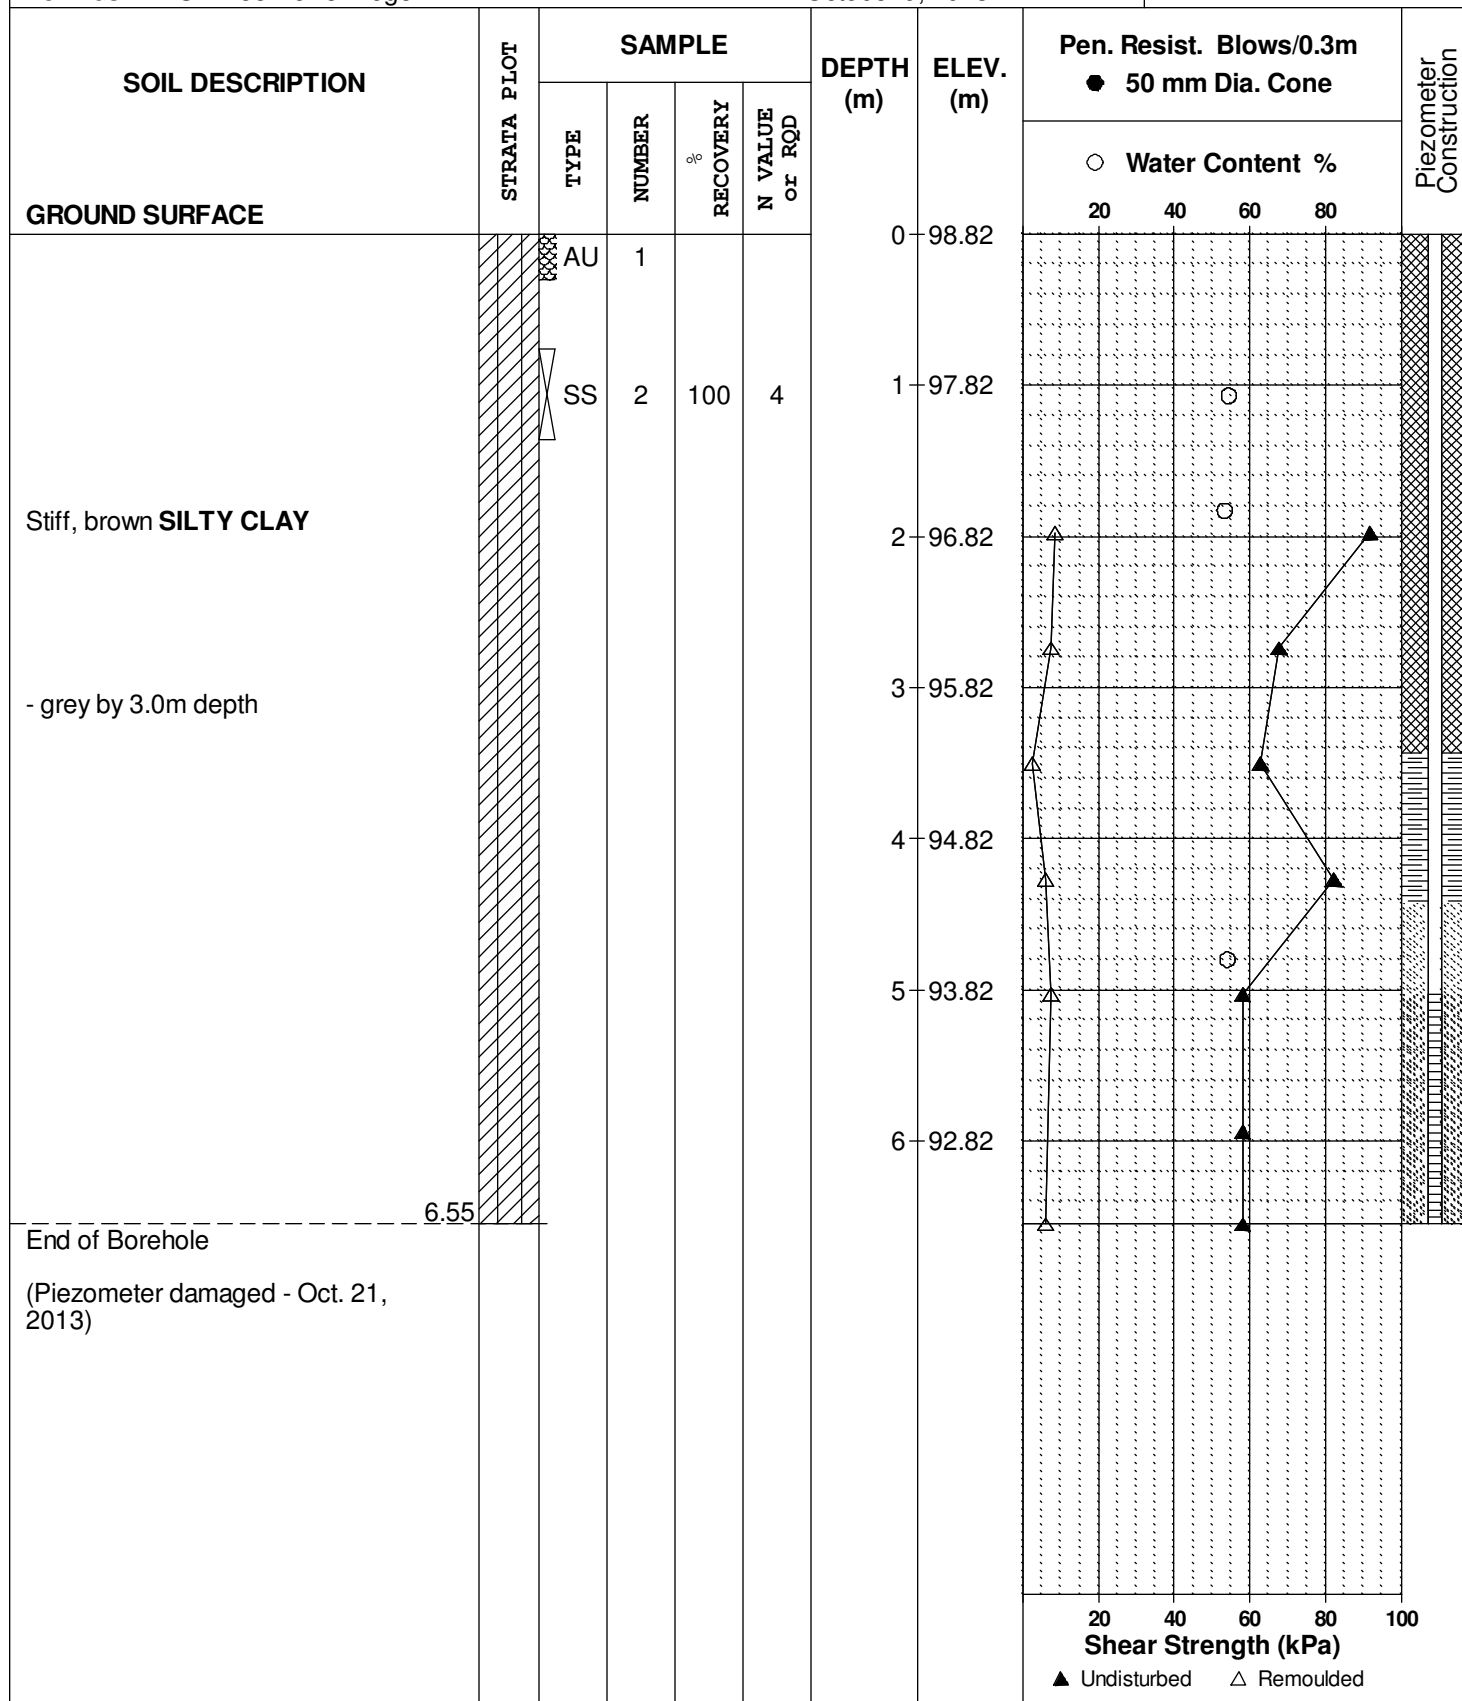 SOIL DESCRIPTION
GROUND SURFACE
STRATA PLOT
SAMPLE
TYPE
NUMBER
%
RECOVERY
N VALUE
or RQD
DEPTH
(m)
ELEV.
(m)
Pen. Resist. Blows/0.3m
● 50 mm Dia. Cone
○ Water Content %
20 40 60 80
Piezometer
Construction
0 98.82
AU 1
1 97.82
SS 2 100 4
Stiff, brown SILTY CLAY
2 96.82
- grey by 3.0m depth
3 95.82
4 94.82
5 93.82
6 92.82
6.55
End of Borehole
(Piezometer damaged - Oct. 21,
2013)
20 40 60 80 100
Shear Strength (kPa)
▲ Undisturbed △ Remoulded